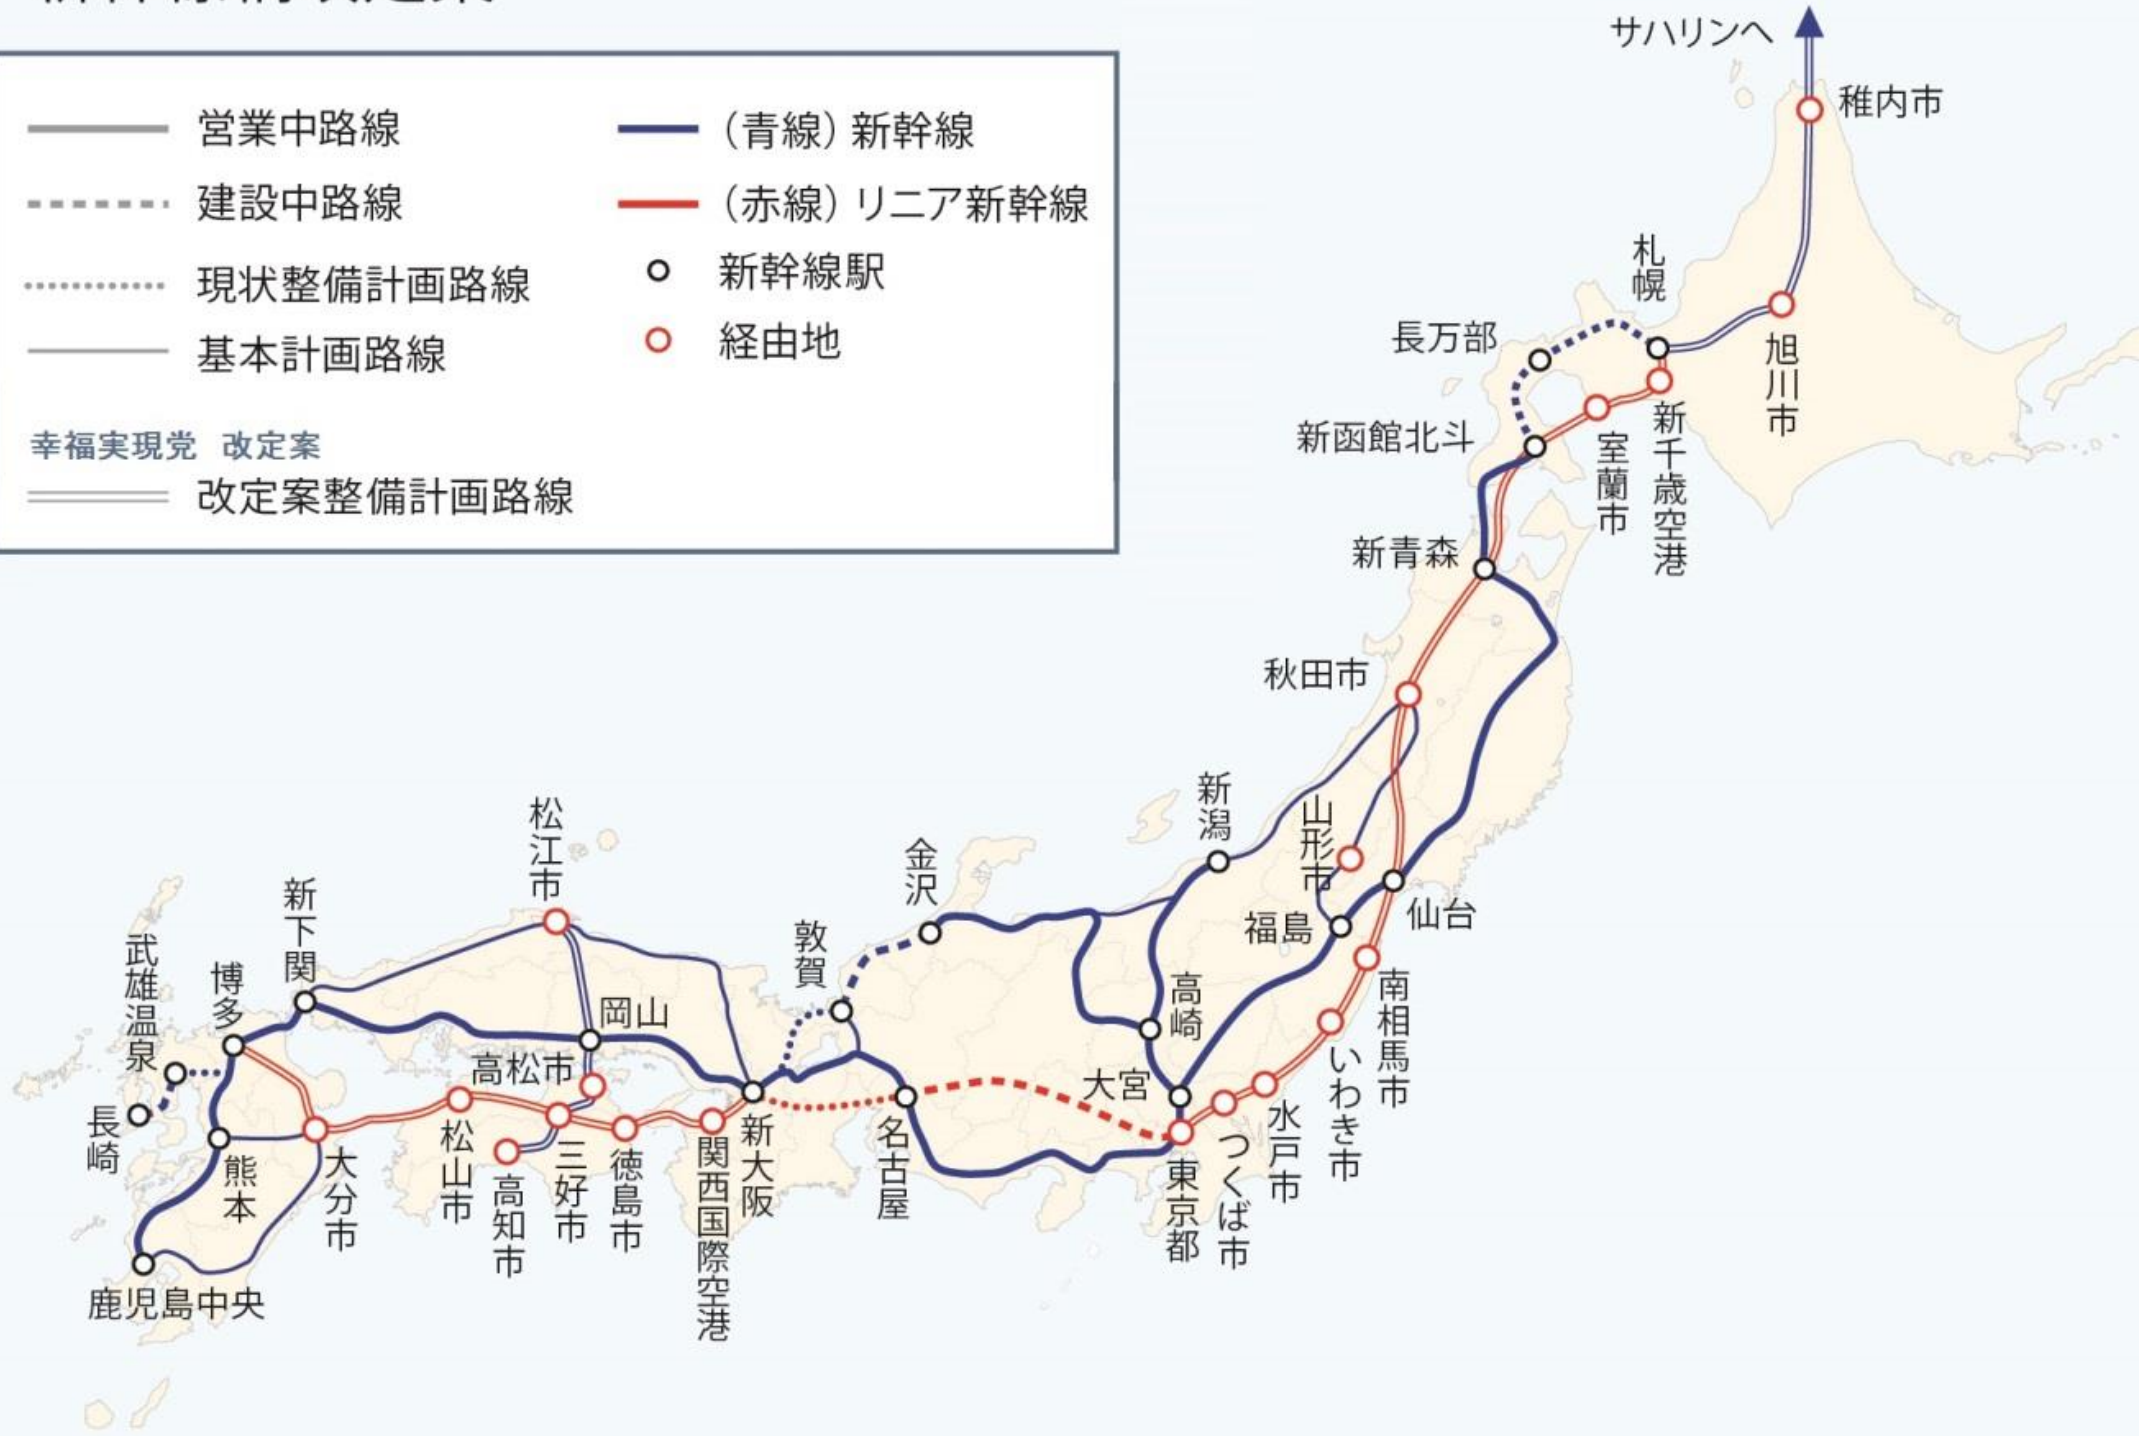 営業中路線
建設中路線
現状整備計画路線
基本計画路線
幸福実現党 改定案
改定案整備計画路線
（青線）新幹線
（赤線）リニア新幹線
新幹線駅
経由地
サハリンへ
稚内市
札幌
旭川市
長万部
新函館北斗
室蘭市
新千歳空港
新青森
秋田市
新潟
山形市
仙台
福島
南相馬市
いわき市
水戸市
つくば市
東京都
大宮
高崎
金沢
敦賀
名古屋
新大阪
関西国際空港
徳島市
三好市
高知市
松山市
高松市
岡山
松江市
新下関
博多
武雄温泉
長崎
熊本
大分市
鹿児島中央